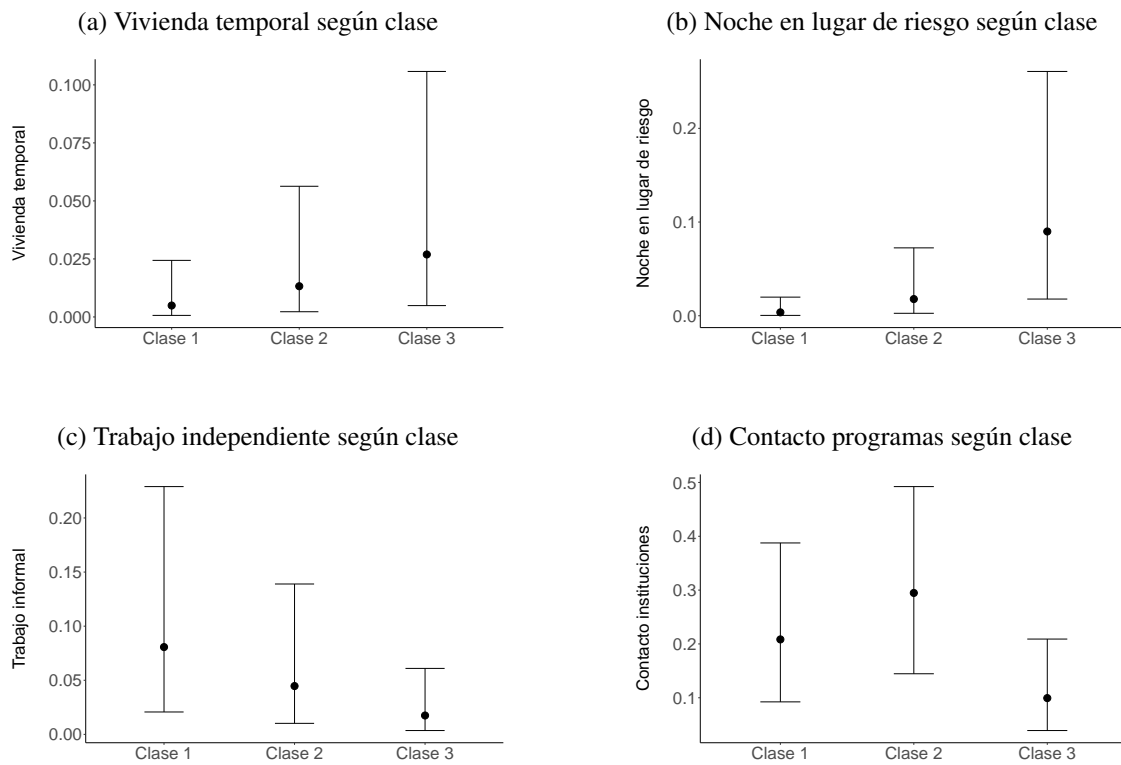 (a) Vivienda temporal según clase
Vivienda temporal
0.100
0.075
0.050
0.025
0.000
Clase 1 Clase 2 Clase 3
(b) Noche en lugar de riesgo según clase
Noche en lugar de riesgo
0.2
0.1
0.0
Clase 1 Clase 2 Clase 3
(c) Trabajo independiente según clase
Trabajo informal
0.20
0.15
0.10
0.05
0.00
Clase 1 Clase 2 Clase 3
(d) Contacto programas según clase
Contacto instituciones
0.5
0.4
0.3
0.2
0.1
Clase 1 Clase 2 Clase 3